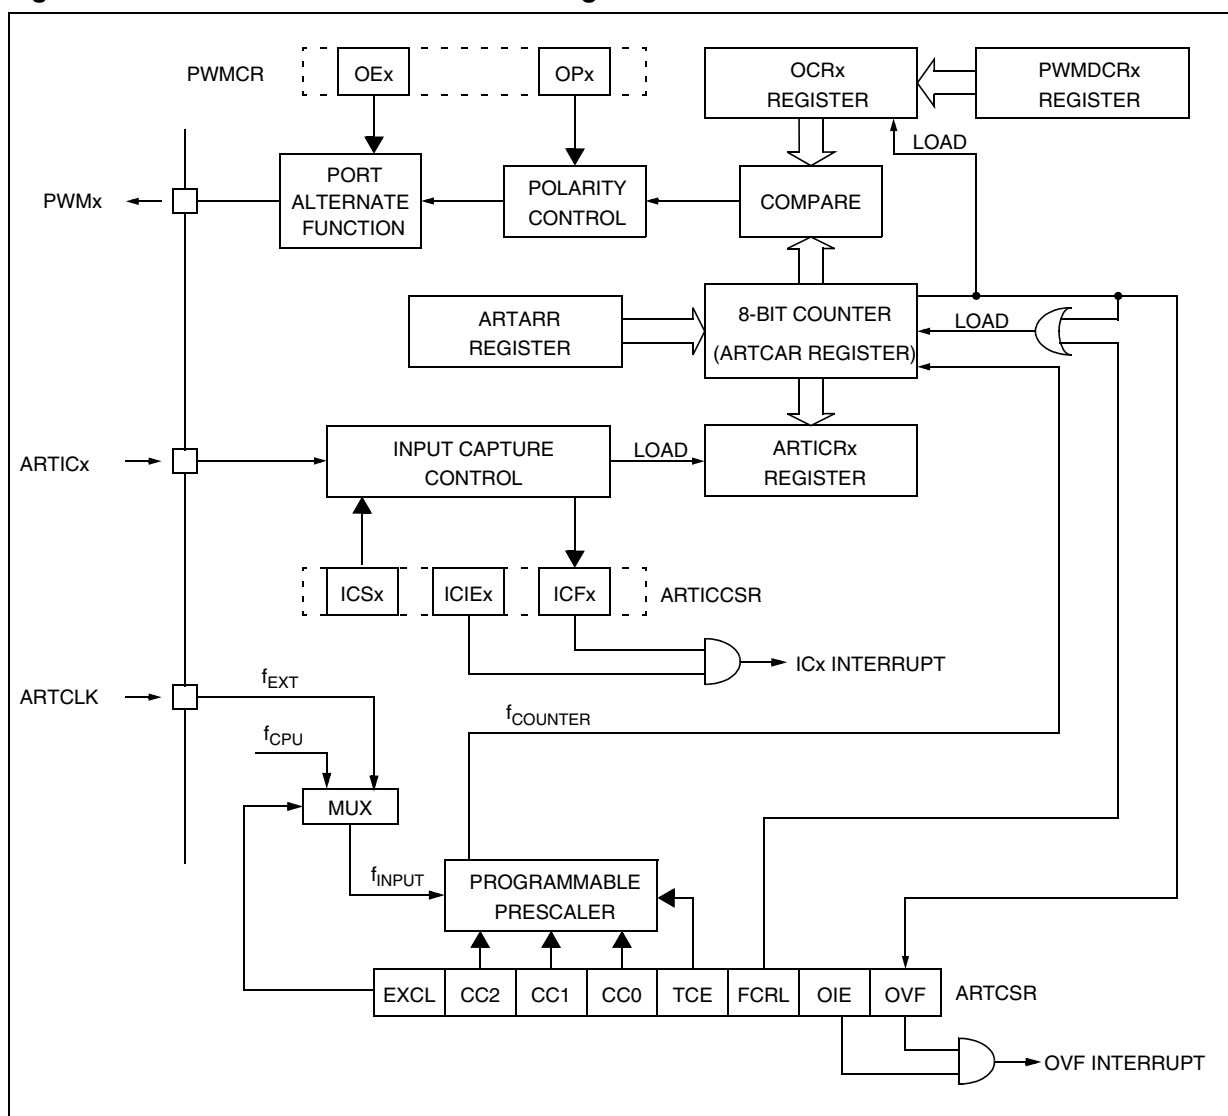 PWMCR
OEx
OPx
OCRx
REGISTER
PWMDCRx
REGISTER
LOAD
PWMx
PORT
ALTERNATE
FUNCTION
POLARITY
CONTROL
COMPARE
ARTARR
REGISTER
8-BIT COUNTER
(ARTCAR REGISTER)
LOAD
ARTICx
INPUT CAPTURE
CONTROL
LOAD
ARTICRx
REGISTER
ICSx
ICIEx
ICFx
ARTICCSR
ICx INTERRUPT
ARTCLK
fEXT
fCPU
fCOUNTER
MUX
fINPUT
PROGRAMMABLE
PRESCALER
EXCL
CC2
CC1
CC0
TCE
FCRL
OIE
OVF
ARTCSR
OVF INTERRUPT